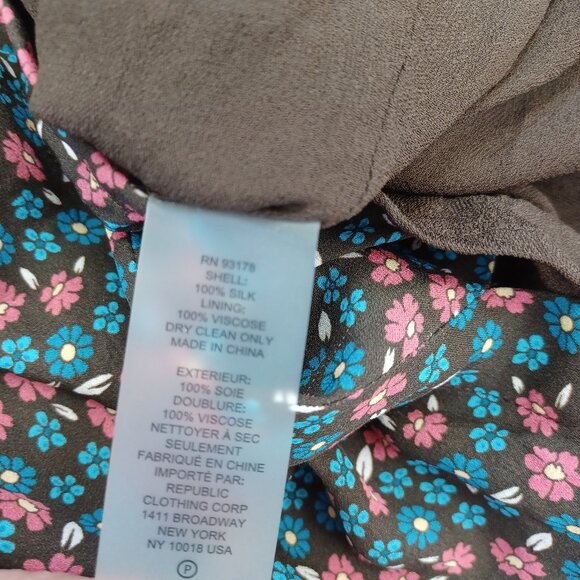 RN 93178
SHELL:
100% SILK
LINING:
100% VISCOSE
DRY CLEAN ONLY
MADE IN CHINA
EXTERIEUR:
100% SOIE
DOUBLURE:
100% VISCOSE
NETTOYER À SEC
SEULEMENT
FABRIQUÉ EN CHINE
IMPORTÉ PAR:
REPUBLIC
CLOTHING CORP
1411 BROADWAY
NEW YORK
NY 10018 USA
P